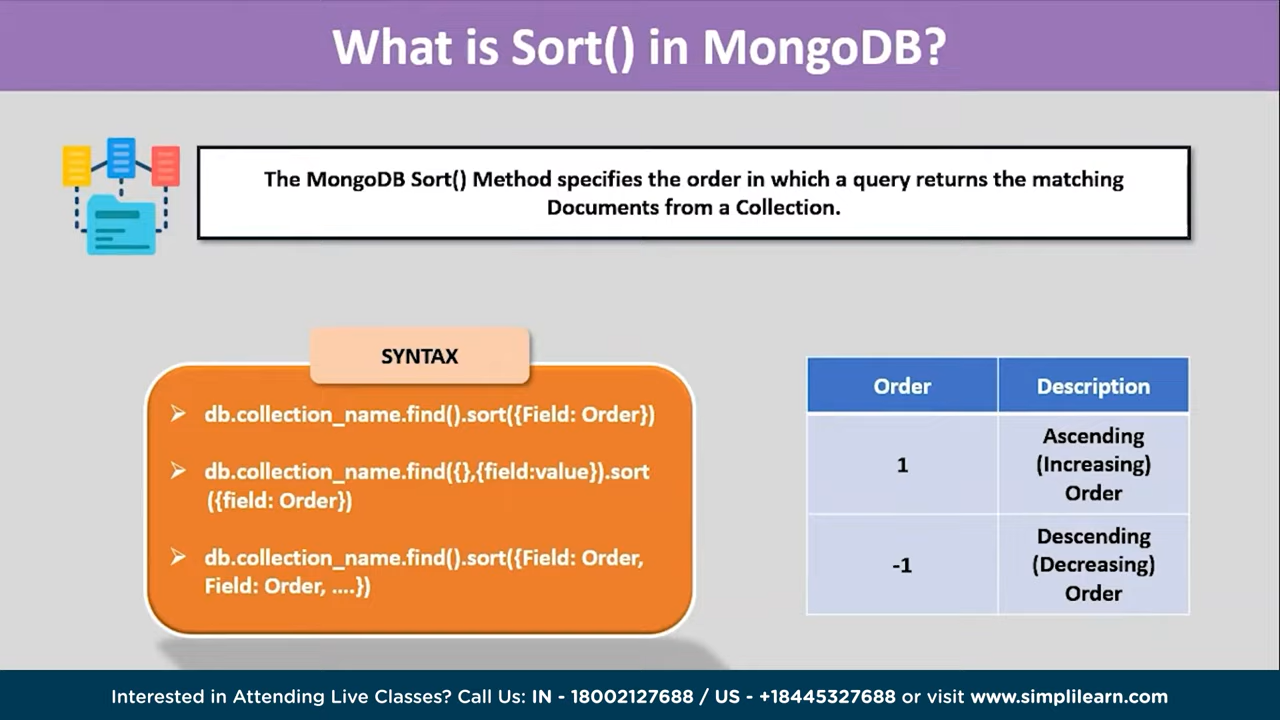 What is Sort() in MongoDB?
The MongoDB Sort() Method specifies the order in which a query returns the matching
Documents from a Collection.
SYNTAX
➢ db.collection_name.find().sort({Field: Order})
➢ db.collection_name.find({},{field:value}).sort
({field: Order})
➢ db.collection_name.find().sort({Field: Order,
Field: Order, ....})
Order
Description
1
Ascending
(Increasing)
Order
-1
Descending
(Decreasing)
Order
Interested in Attending Live Classes? Call Us: IN - 18002127688 / US - +18445327688 or visit www.simplilearn.com